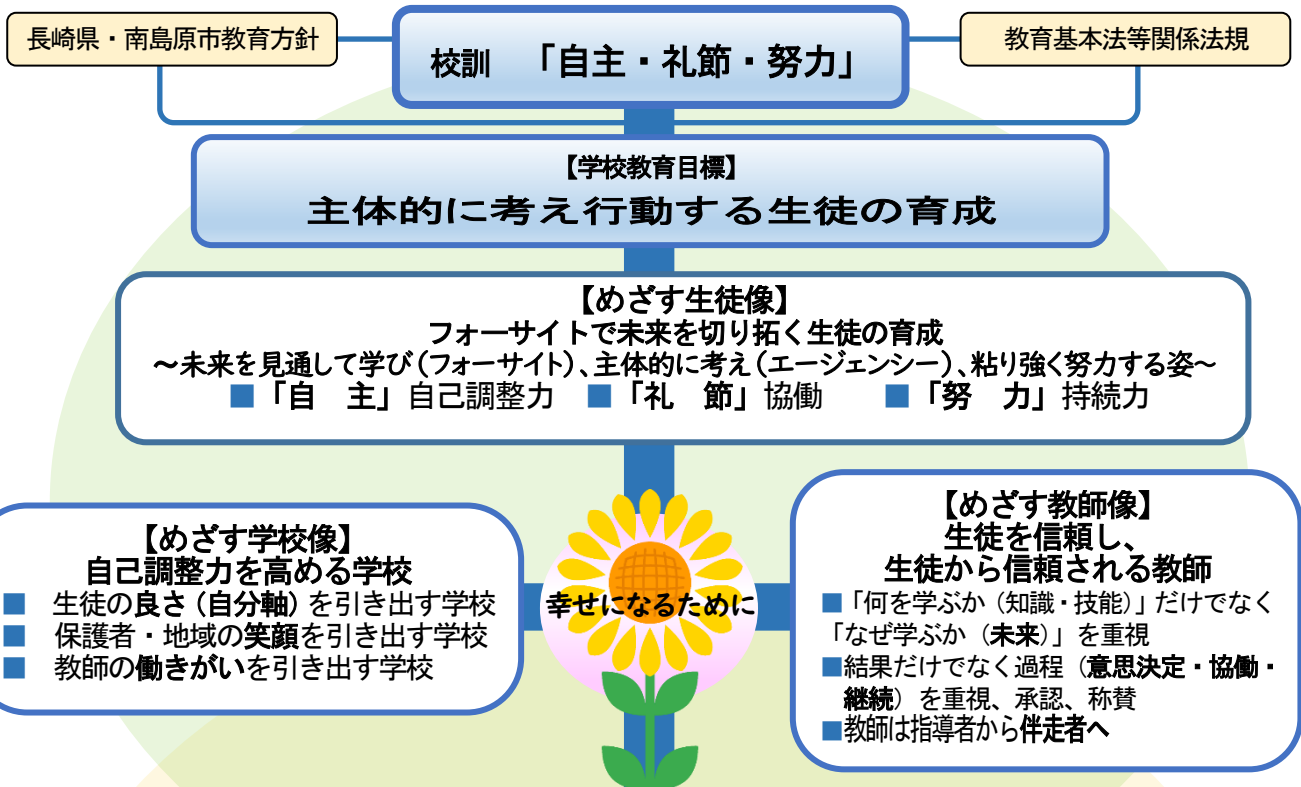 長崎県・南島原市教育方針
校訓 「自主・礼節・努力」
教育基本法等関係法規
【学校教育目標】
主体的に考え行動する生徒の育成
【めざす生徒像】
フォーサイトで未来を切り拓く生徒の育成
～未来を見通して学び(フォーサイト)、主体的に考え(エージェンシー)、粘り強く努力する姿～
■「自 主」自己調整力 ■「礼 節」協働 ■「努 力」持続力
【めざす学校像】
自己調整力を高める学校
■ 生徒の良さ(自分軸)を引き出す学校
■ 保護者・地域の笑顔を引き出す学校
■ 教師の働きがいを引き出す学校
幸せになるために
【めざす教師像】
生徒を信頼し、
生徒から信頼される教師
■「何を学ぶか(知識・技能)」だけでなく
「なぜ学ぶか(未来)」を重視
■結果だけでなく過程(意思決定・協働・
継続)を重視、承認、称賛
■教師は指導者から伴走者へ